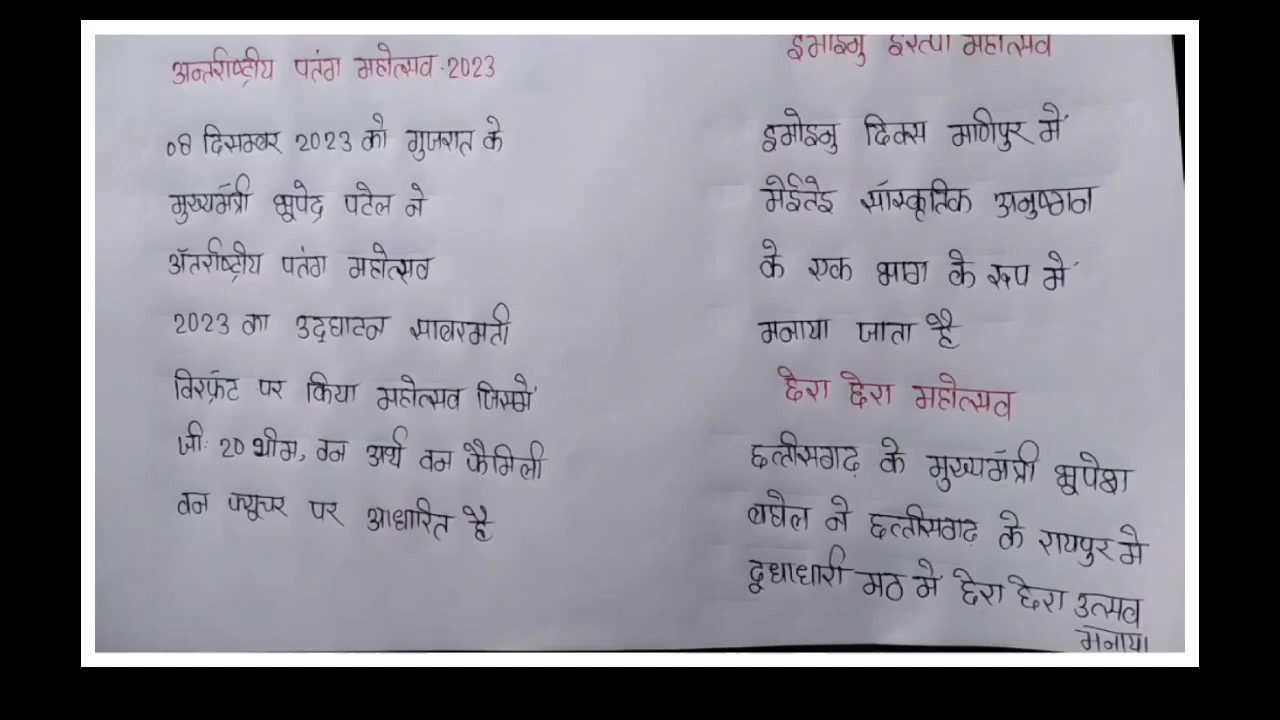 अन्तर्राष्ट्रीय पतंग महोत्सव-2023
08 दिसम्बर 2023 को गुजरात के
मुख्यमंत्री भूपेंद्र पटेल ने
अंतर्राष्ट्रीय पतंग महोत्सव
2023 का उद्घाटन साबरमती
विरफ्रंट पर किया महोत्सव जिसमें
जी. 20 थीम, वन अर्थ वन फैमिली
वन फ्यूचर पर आधारित है
इमोइनु इरत्पा महोत्सव
इमोइनु दिवस मणिपुर में
मेईतेइ सांस्कृतिक अनुष्ठान
के एक भाग के रूप में
मनाया जाता है
छेरा छेरा महोत्सव
छत्तीसगढ़ के मुख्यमंत्री भूपेश
बघेल ने छत्तीसगढ़ के रायपुर मे
दूधाधारी मठ मे छेरा छेरा उत्सव
मनाया